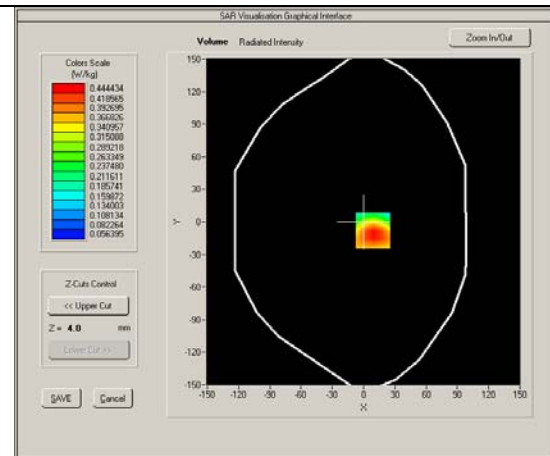 SAR Visualisation Graphical Interface
Volume Radiated Intensity
Zoom In/Out
Colors Scale
(W/kg)
0.444434
0.418565
0.392695
0.366826
0.340957
0.315088
0.289218
0.263349
0.237480
0.211611
0.185741
0.159872
0.134003
0.108134
0.082264
0.056395
Z-Cuts Control
<< Upper Cut
Z = 4.0 mm
Lower Cut >>
SAVE Cancel
150
120
90
60
30
0
-30
-60
-90
-120
-150
Y
-150 -120 -90 -60 -30 0 30 60 90 120 150
X